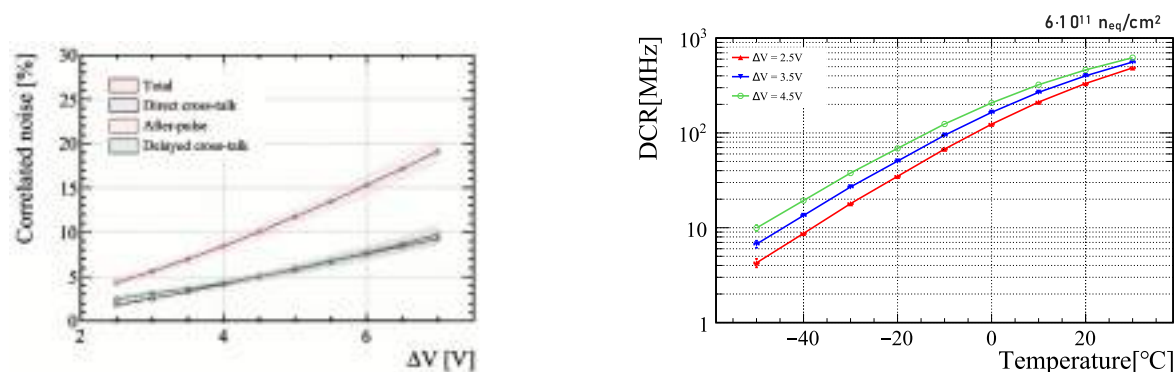 Correlated noise [%]
30
25
20
15
10
5
0
Total
Direct cross-talk
After-pulse
Delayed cross-talk
2
4
6
ΔV [V]
6·10¹¹ nₑq/cm²
DCR[MHz]
10³
10²
10
1
ΔV = 2.5V
ΔV = 3.5V
ΔV = 4.5V
−40
−20
0
20
Temperature[°C]